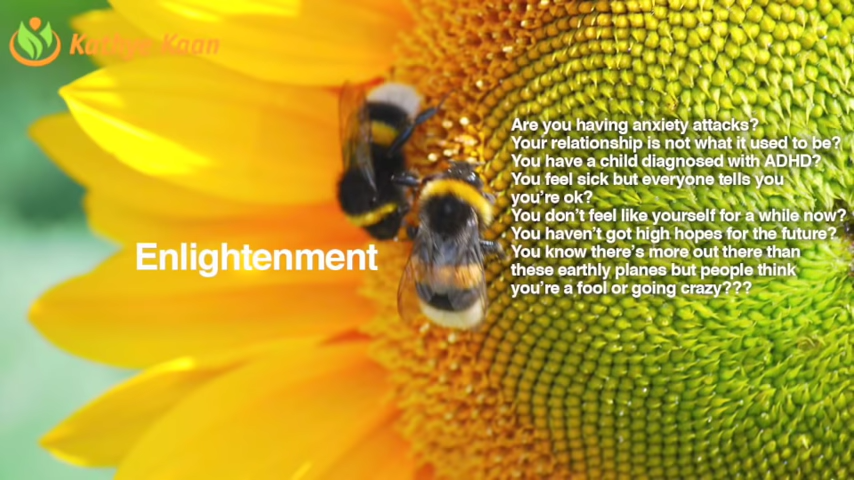 Kathye Kaan
Enlightenment
Are you having anxiety attacks?
Your relationship is not what it used to be?
You have a child diagnosed with ADHD?
You feel sick but everyone tells you
you're ok?
You don't feel like yourself for a while now?
You haven't got high hopes for the future?
You know there's more out there than
these earthly planes but people think
you're a fool or going crazy???